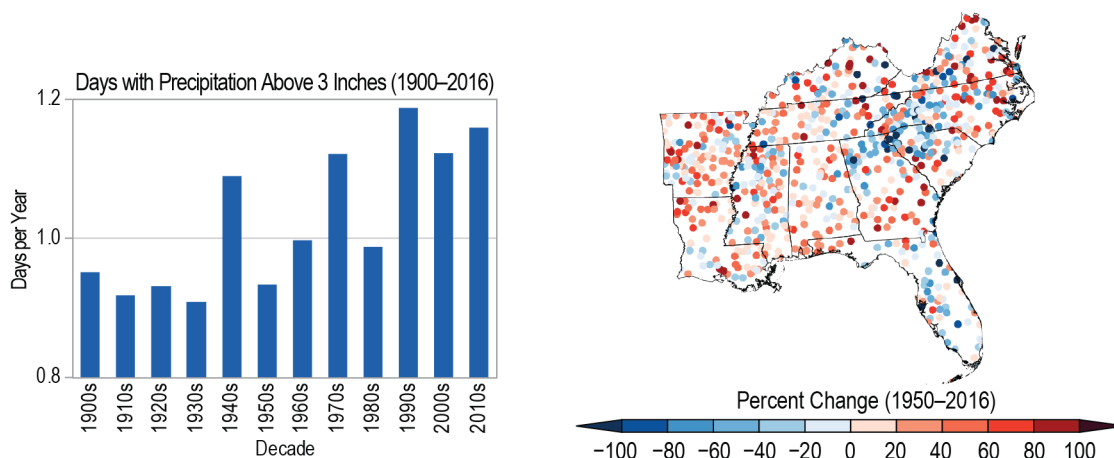 Days with Precipitation Above 3 Inches (1900–2016)
1.2
1.0
0.8
Days per Year
1900s
1910s
1920s
1930s
1940s
1950s
1960s
1970s
1980s
1990s
2000s
2010s
Decade
Percent Change (1950–2016)
−100 −80 −60 −40 −20 0 20 40 60 80 100